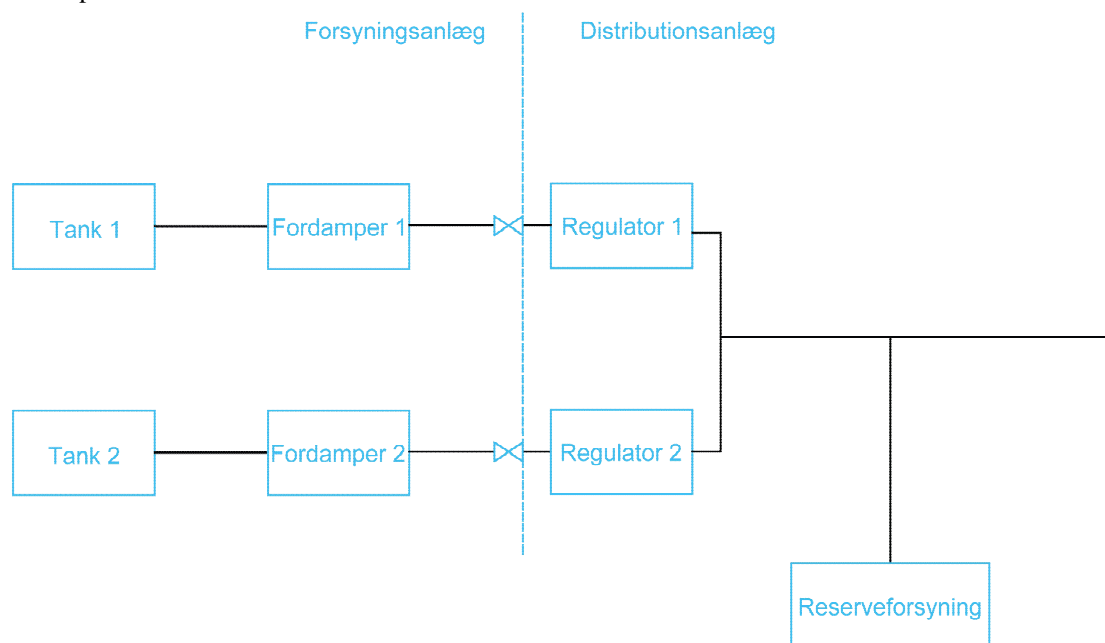 Forsyningsanlæg
Distributionsanlæg
Tank 1
Fordamper 1
Regulator 1
Tank 2
Fordamper 2
Regulator 2
Reserveforsyning